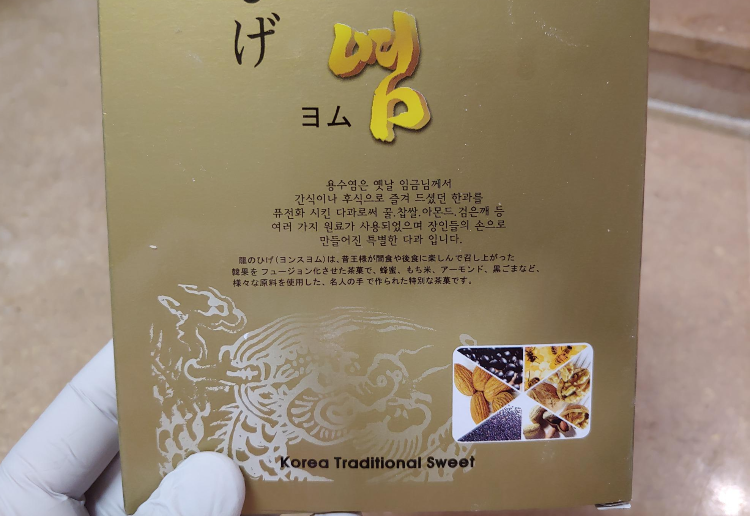 ひげ
ヨム
염
용수염은 옛날 임금님께서
간식이나 후식으로 즐겨 드셨던 한과를
퓨전화 시킨 다과로써 꿀,찹쌀,아몬드,검은깨 등
여러 가지 원료가 사용되었으며 장인들의 손으로
만들어진 특별한 다과 입니다.
龍のひげ(ヨンスヨム)は、昔王様が間食や後食に楽しんで召し上がった
韓菓を フュージョン化させた茶菓で、蜂蜜、もち米、アーモンド、黒ごまなど、
様々な原料を使用した、名人の手で作られた特別な茶菓です。
Korea Traditional Sweet